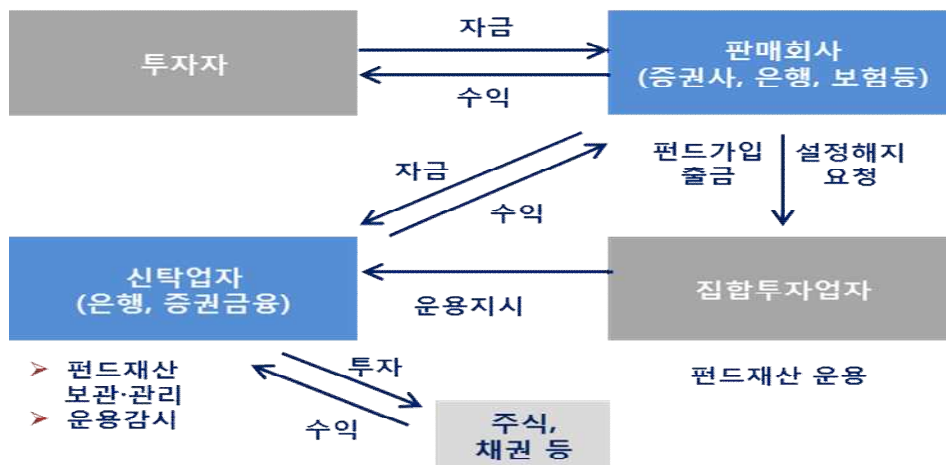 투자자
자금
수익
판매회사
(증권사, 은행, 보험등)
자금
수익
펀드가입
출금
설정해지
요청
신탁업자
(은행, 증권금융)
운용지시
집합투자업자
➢ 펀드재산
보관·관리
➢ 운용감시
투자
수익
주식,
채권 등
펀드재산 운용